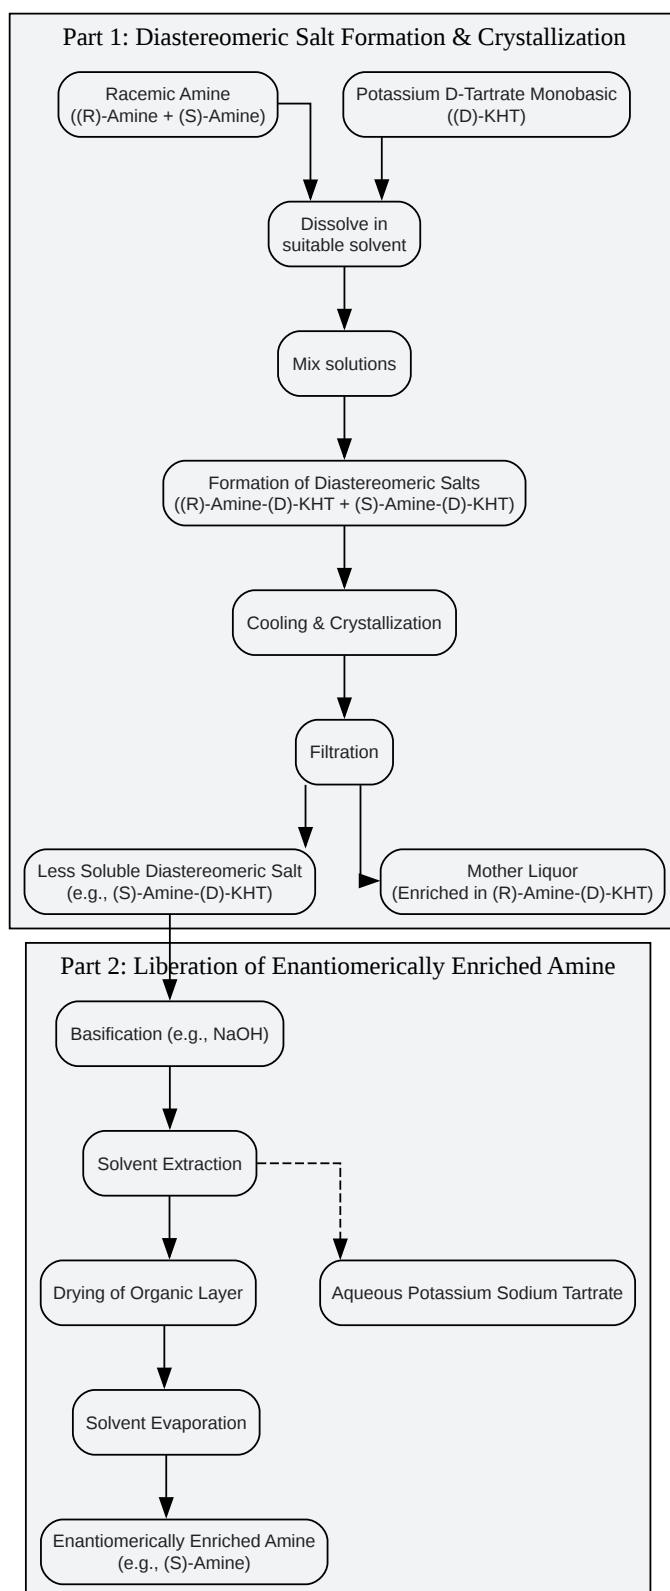 Part 1: Diastereomeric Salt Formation & Crystallization
Racemic Amine
((R)-Amine + (S)-Amine)
Potassium D-Tartrate Monobasic
((D)-KHT)
Dissolve in
suitable solvent
Mix solutions
Formation of Diastereomeric Salts
((R)-Amine-(D)-KHT + (S)-Amine-(D)-KHT)
Cooling & Crystallization
Filtration
Less Soluble Diastereomeric Salt
(e.g., (S)-Amine-(D)-KHT)
Mother Liquor
(Enriched in (R)-Amine-(D)-KHT)
Part 2: Liberation of Enantiomerically Enriched Amine
Basification (e.g., NaOH)
Solvent Extraction
Drying of Organic Layer
Aqueous Potassium Sodium Tartrate
Solvent Evaporation
Enantiomerically Enriched Amine
(e.g., (S)-Amine)